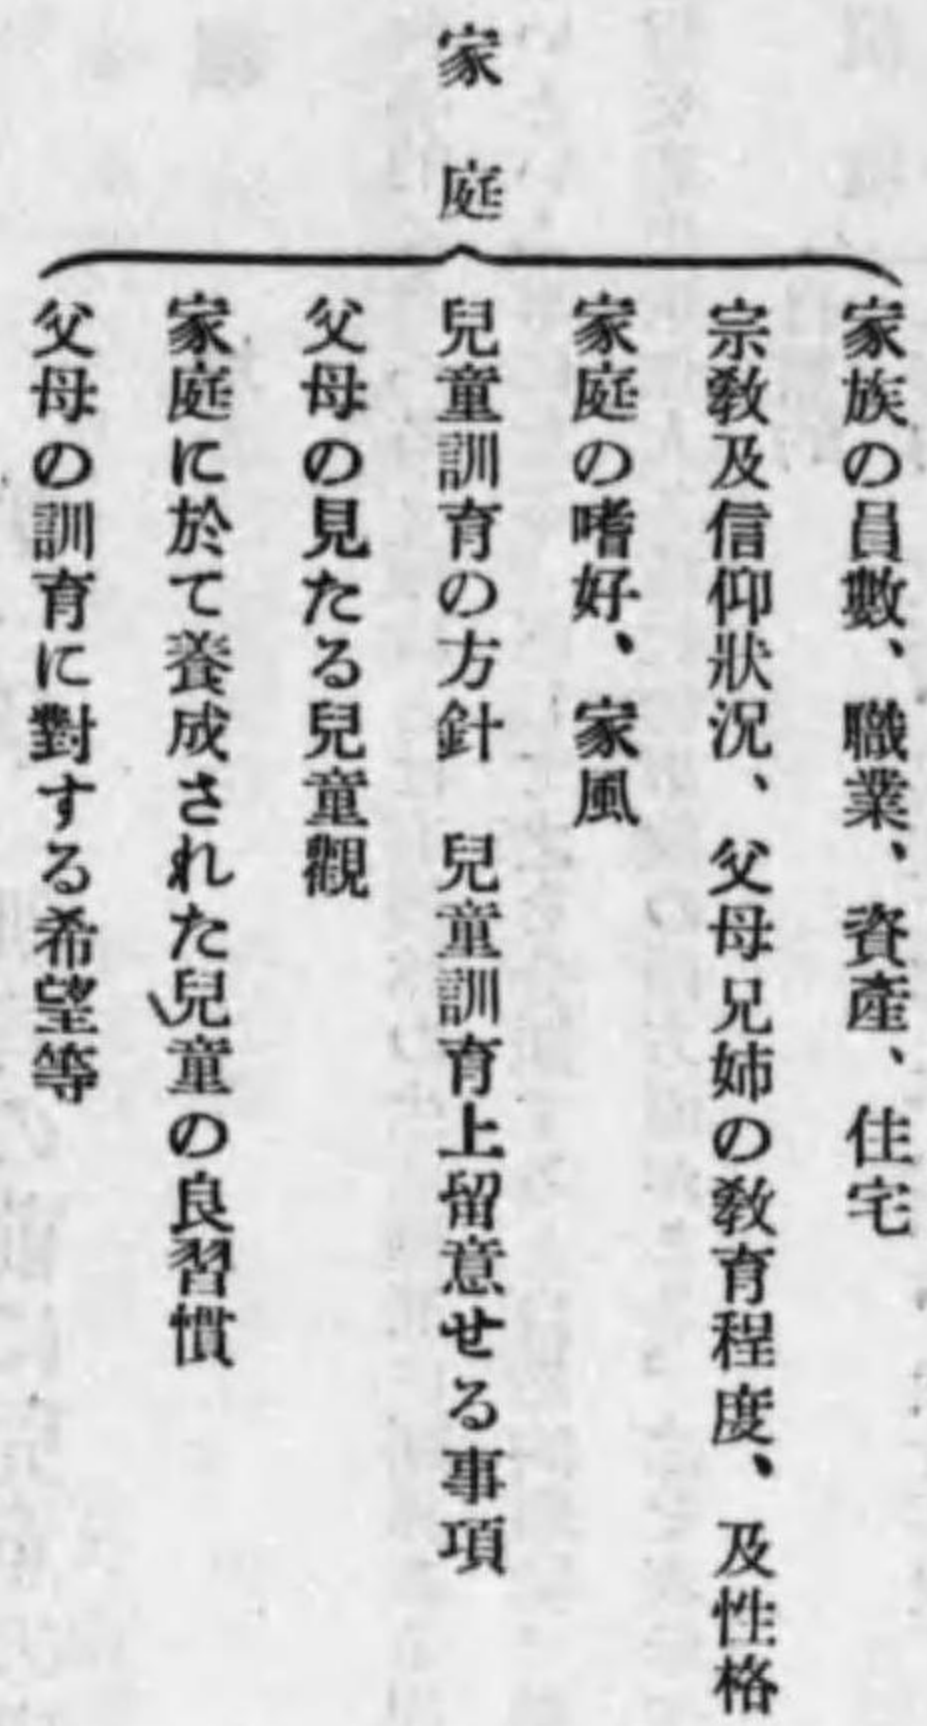 家庭
家族の員數、職業、資產、住宅
宗敎及信仰狀況、父母兄姉の敎育程度、及性格
家庭の嗜好、家風
兒童訓育の方針　兒童訓育上留意せる事項
父母の見たる兒童觀
家庭に於て養成された兒童の良習慣
父母の訓育に對する希望等